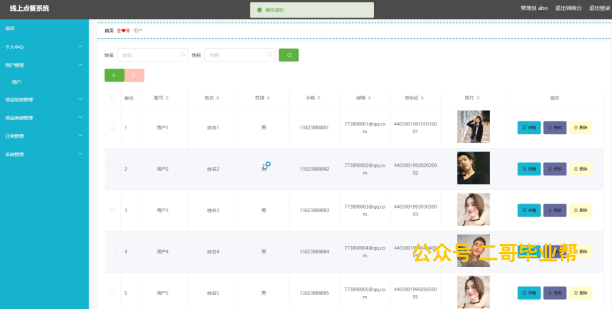 线上点餐系统
操作成功
管理员 abo 退出到前台 退出登录
首页
首页 用户
个人中心
用户管理
用户
菜品类型管理
菜品信息管理
订单管理
系统管理
姓名 姓名 性别 性别
索引 账号 姓名 性别 手机 邮箱 身份证 照片 操作
1 用户1 姓名1 男 13823888881 773890001@qq.com 详情 修改 删除
2 用户2 姓名2 13823888882 773890002@qq.com 详情 修改 删除
3 用户3 姓名3 男 13823888883 773890003@qq.com 详情 修改 删除
4 用户4 姓名4 男 13823888884 773890004@qq.com
5 用户5 姓名5 男 13823888885 773890005@qq.com 详情 修改 删除
公众号:二哥毕业帮